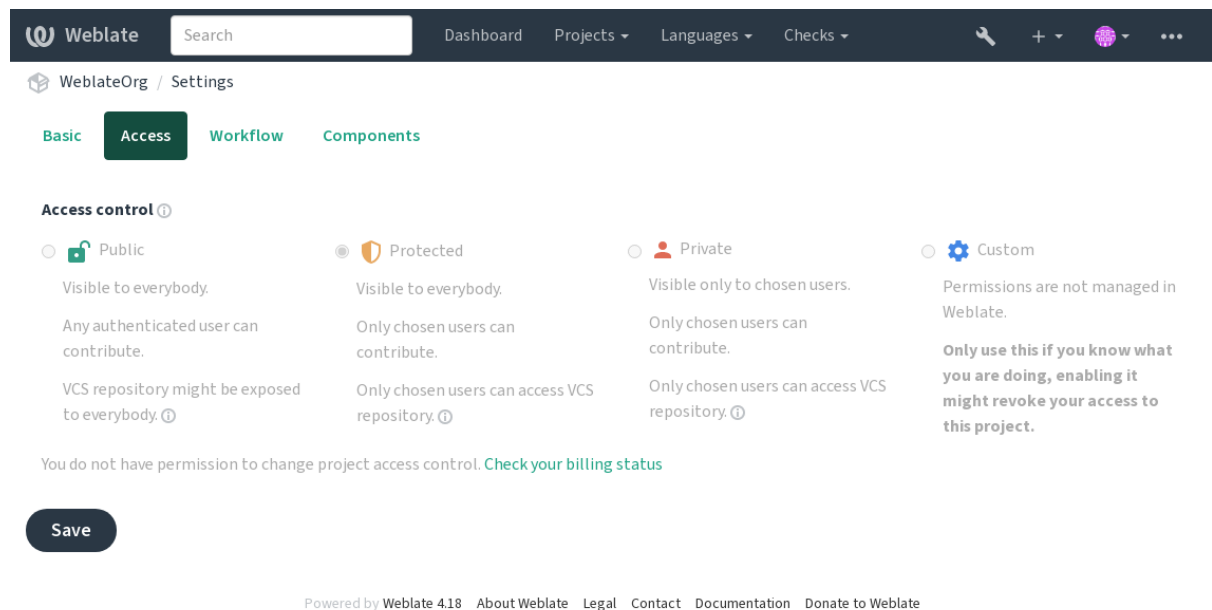 Weblate Search Dashboard Projects Languages Checks
WeblateOrg / Settings
Basic Access Workflow Components
Access control
Public
Visible to everybody.
Any authenticated user can
contribute.
VCS repository might be exposed
to everybody.
Protected
Visible to everybody.
Only chosen users can
contribute.
Only chosen users can access VCS
repository.
Private
Visible only to chosen users.
Only chosen users can
contribute.
Only chosen users can access VCS
repository.
Custom
Permissions are not managed in
Weblate.
Only use this if you know what
you are doing, enabling it
might revoke your access to
this project.
You do not have permission to change project access control. Check your billing status
Save
Powered by Weblate 4.18 About Weblate Legal Contact Documentation Donate to Weblate